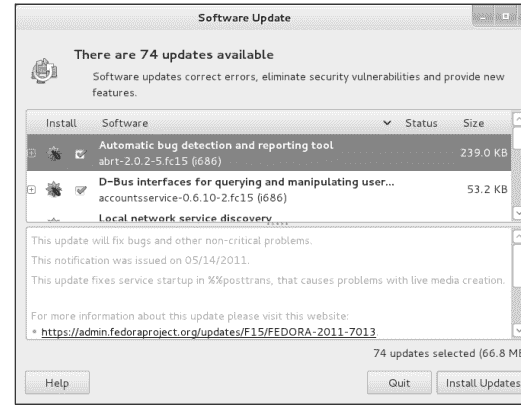 Software Update
There are 74 updates available
Software updates correct errors, eliminate security vulnerabilities and provide new
features.
Install Software Status Size
Automatic bug detection and reporting tool
abrt-2.0.2-5.fc15 (i686)
239.0 KB
D-Bus interfaces for querying and manipulating user...
accountsservice-0.6.10-2.fc15 (i686)
53.2 KB
Local network service discovery
This update will fix bugs and other non-critical problems.
This notification was issued on 05/14/2011.
This update fixes service startup in %%posttrans, that causes problems with live media creation.
For more information about this update please visit this website:
• https://admin.fedoraproject.org/updates/F15/FEDORA-2011-7013
74 updates selected (66.8 MB
Help Quit Install Updates